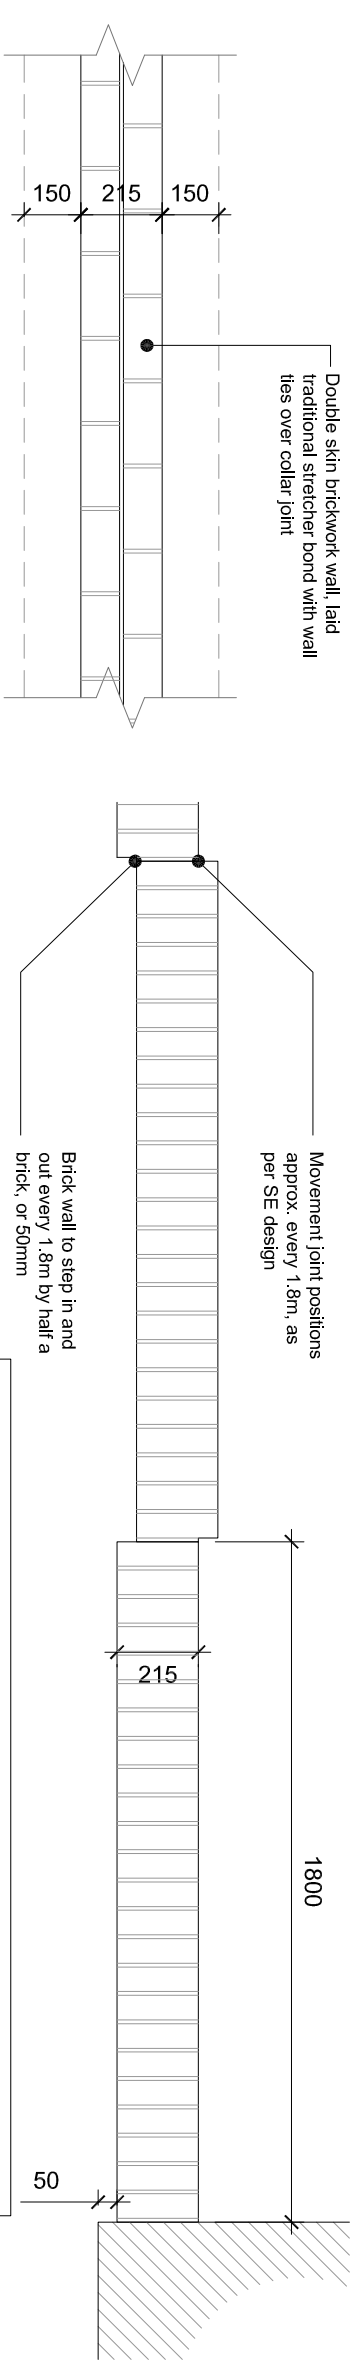 150
215
150
Double skin brickwork wall, laid
traditional stretcher bond with wall
ties over collar joint
Movement joint positions
approx. every 1.8m, as
per SE design
Brick wall to step in and
out every 1.8m by half a
brick, or 50mm
215
1800
50